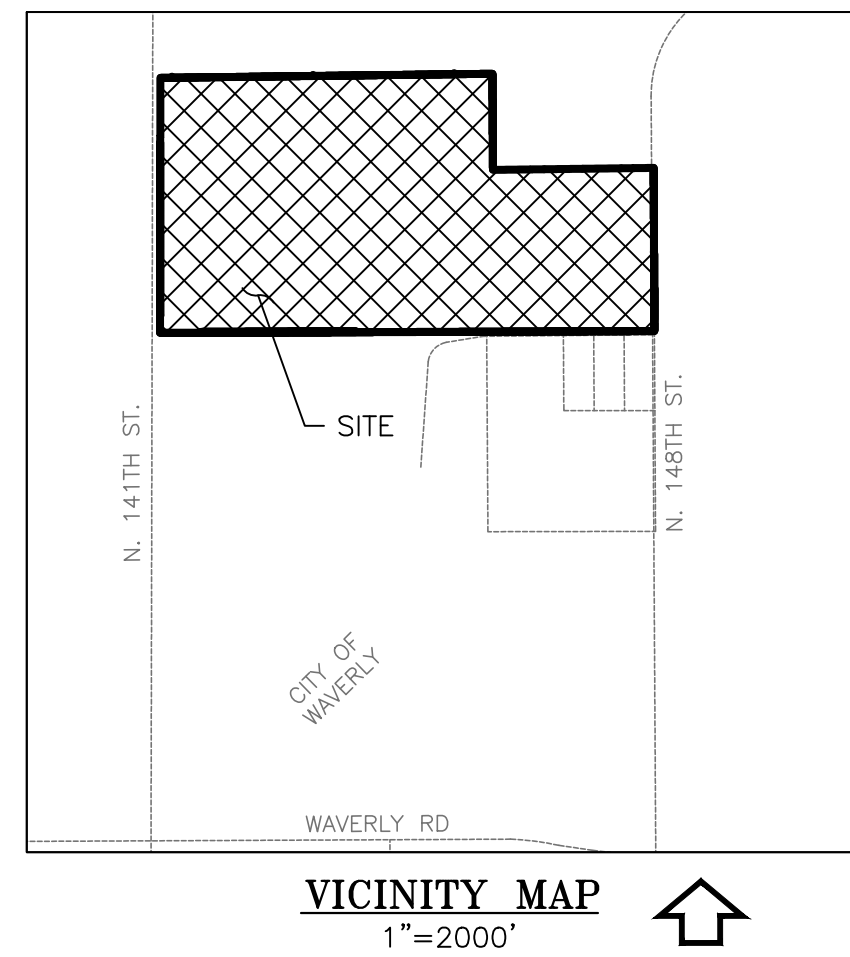 SITE
N. 141TH ST.
N. 148TH ST.
CITY OF
WAVERLY
WAVERLY RD
VICINITY MAP
1"=2000'